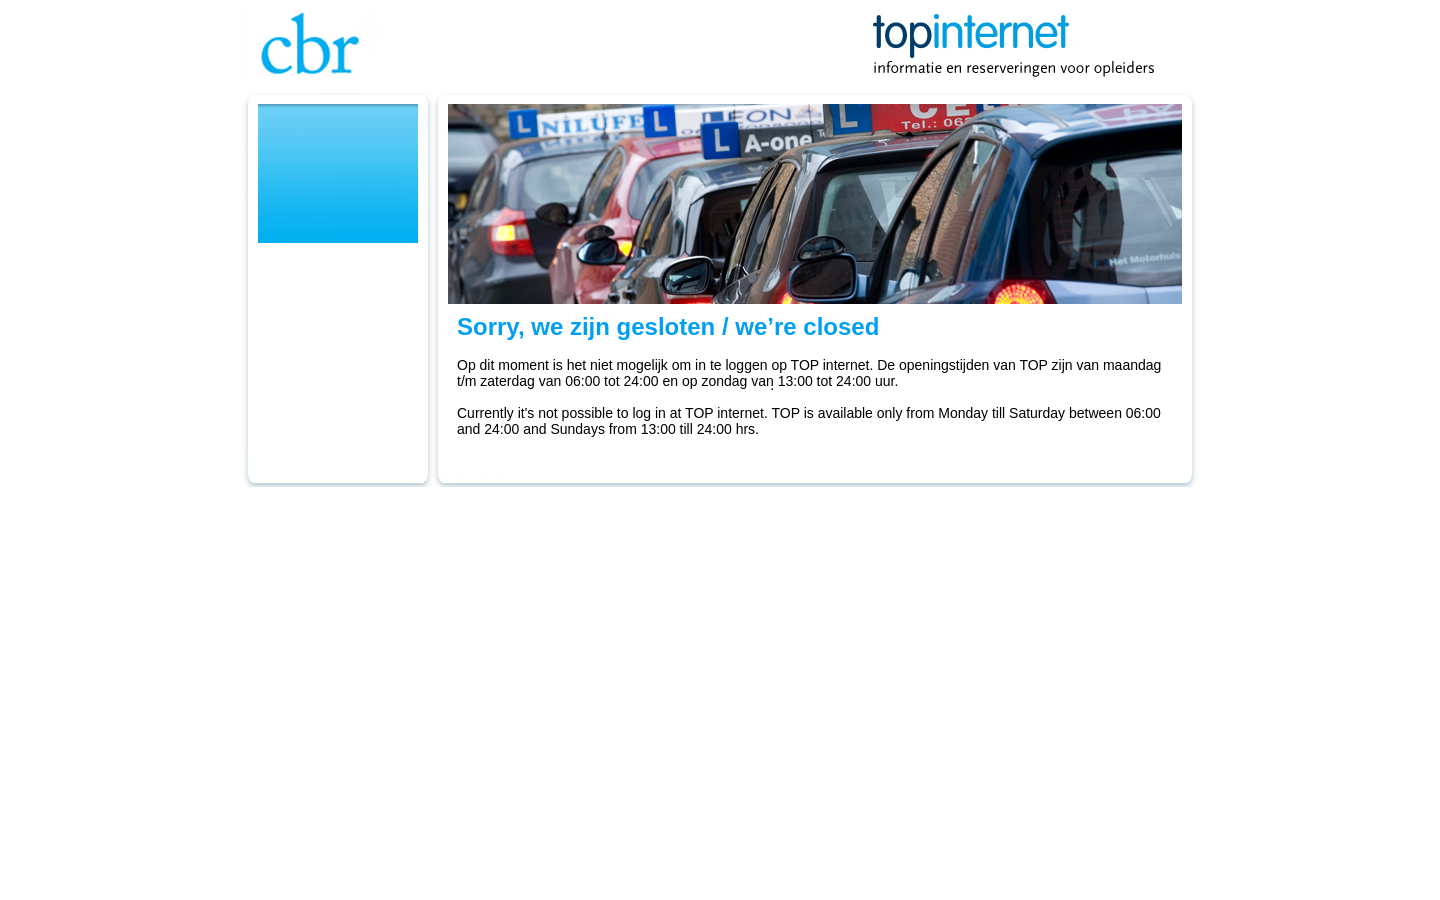 cbr
topinternet
informatie en reserveringen voor opleiders
NILÜFE
LEON
L
L
L A-one
L
Tel.: 06
Het Motorhuis
Sorry, we zijn gesloten / we’re closed
Op dit moment is het niet mogelijk om in te loggen op TOP internet. De openingstijden van TOP zijn van maandag
t/m zaterdag van 06:00 tot 24:00 en op zondag van 13:00 tot 24:00 uur.
Currently it's not possible to log in at TOP internet. TOP is available only from Monday till Saturday between 06:00
and 24:00 and Sundays from 13:00 till 24:00 hrs.